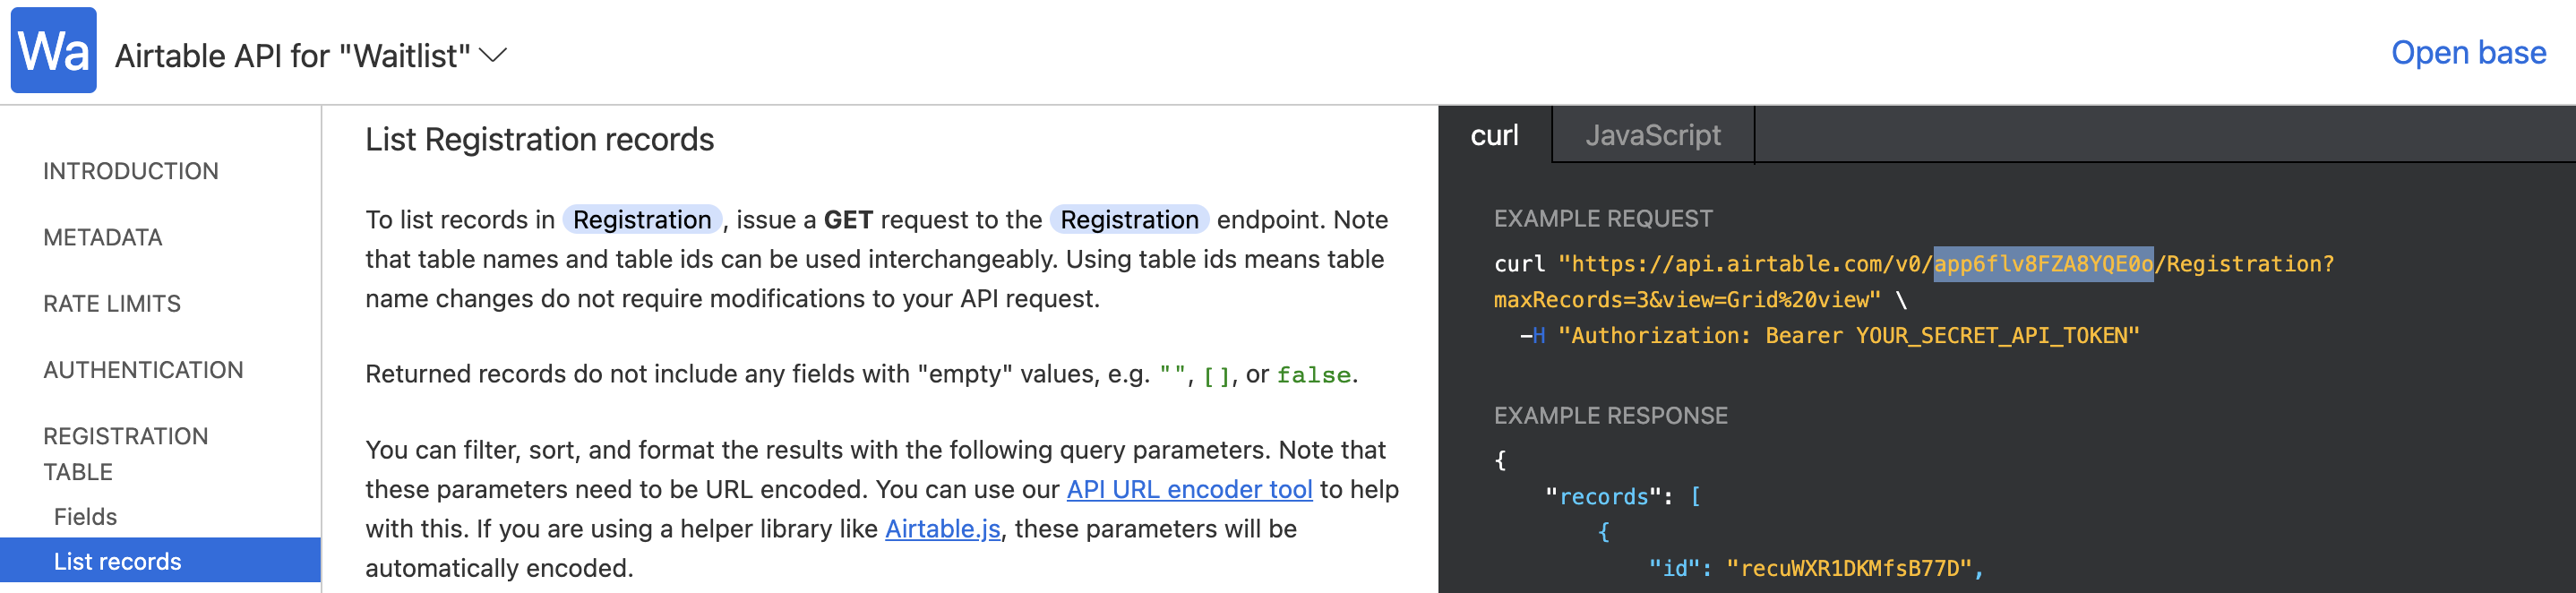 Wa
Airtable API for "Waitlist"
Open base
INTRODUCTION
METADATA
RATE LIMITS
AUTHENTICATION
REGISTRATION
TABLE
Fields
List records
List Registration records
To list records in Registration, issue a GET request to the Registration endpoint. Note
that table names and table ids can be used interchangeably. Using table ids means table
name changes do not require modifications to your API request.
Returned records do not include any fields with "empty" values, e.g. "", [], or false.
You can filter, sort, and format the results with the following query parameters. Note that
these parameters need to be URL encoded. You can use our API URL encoder tool to help
with this. If you are using a helper library like Airtable.js, these parameters will be
automatically encoded.
curl
JavaScript
EXAMPLE REQUEST
curl "https://api.airtable.com/v0/app6flv8FZA8YQE0o/Registration?
maxRecords=3&view=Grid%20view" \
-H "Authorization: Bearer YOUR_SECRET_API_TOKEN"
EXAMPLE RESPONSE
{
"records": [
{
"id": "recuWXR1DKMfsB77D",